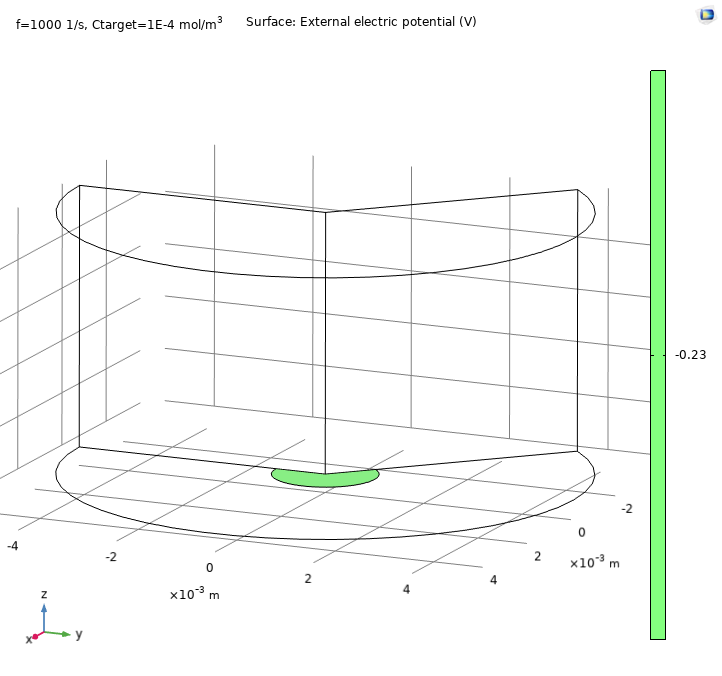 f=1000 1/s, Ctarget=1E-4 mol/m³ Surface: External electric potential (V)
-0.23
-2
0
2
4
×10⁻³ m
-4
-2
0
2
4
×10⁻³ m
z
y
x